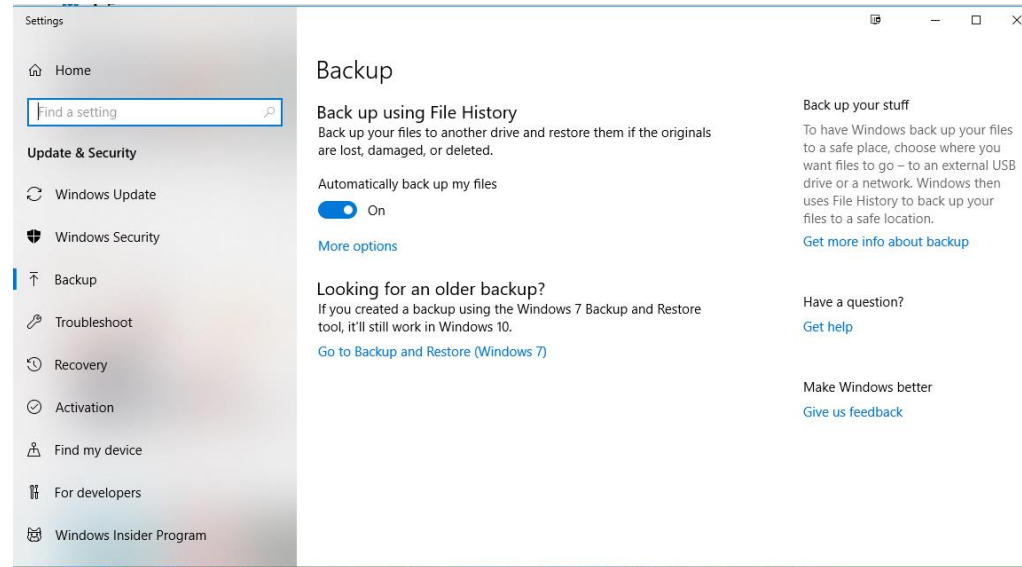 Settings
Home
Find a setting
Update & Security
Windows Update
Windows Security
Backup
Troubleshoot
Recovery
Activation
Find my device
For developers
Windows Insider Program
Backup
Back up using File History
Back up your files to another drive and restore them if the originals
are lost, damaged, or deleted.
Automatically back up my files
On
More options
Looking for an older backup?
If you created a backup using the Windows 7 Backup and Restore
tool, it'll still work in Windows 10.
Go to Backup and Restore (Windows 7)
Back up your stuff
To have Windows back up your files
to a safe place, choose where you
want files to go – to an external USB
drive or a network. Windows then
uses File History to back up your
files to a safe location.
Get more info about backup
Have a question?
Get help
Make Windows better
Give us feedback